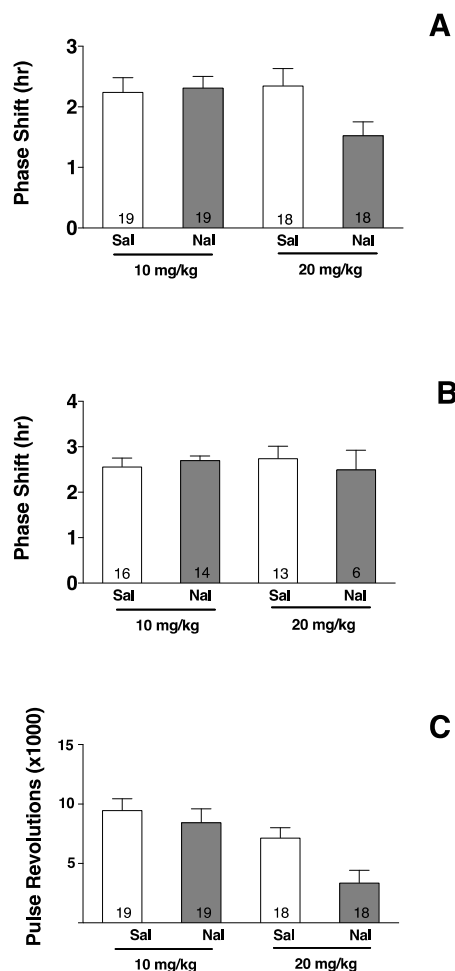 A
Phase Shift (hr)
3
2
1
0
19 19 18 18
Sal Nal Sal Nal
10 mg/kg 20 mg/kg
B
Phase Shift (hr)
4
3
2
1
0
16 14 13 6
Sal Nal Sal Nal
10 mg/kg 20 mg/kg
C
Pulse Revolutions (x1000)
15
10
5
19 19 18 18
Sal Nal Sal Nal
10 mg/kg 20 mg/kg